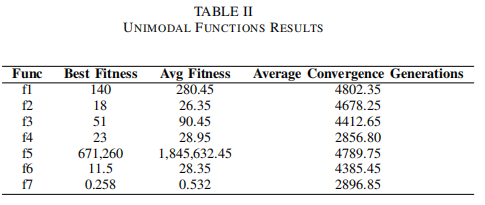 TABLE II
UNIMODAL FUNCTIONS RESULTS
Func Best Fitness Avg Fitness Average Convergence Generations
f1 140 280.45 4802.35
f2 18 26.35 4678.25
f3 51 90.45 4412.65
f4 23 28.95 2856.80
f5 671,260 1,845,632.45 4789.75
f6 11.5 28.35 4385.45
f7 0.258 0.532 2896.85